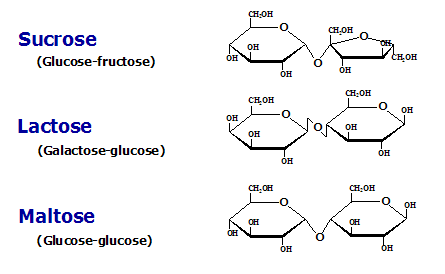 Sucrose
(Glucose-fructose)
CH₂OH
O
OH
OH
OH
O
CH₂OH
O
OH
OH
CH₂OH
Lactose
(Galactose-glucose)
CH₂OH
OH
O
OH
OH
O
CH₂OH
O
OH
OH
OH
Maltose
(Glucose-glucose)
CH₂OH
O
OH
OH
OH
O
CH₂OH
O
OH
OH
OH